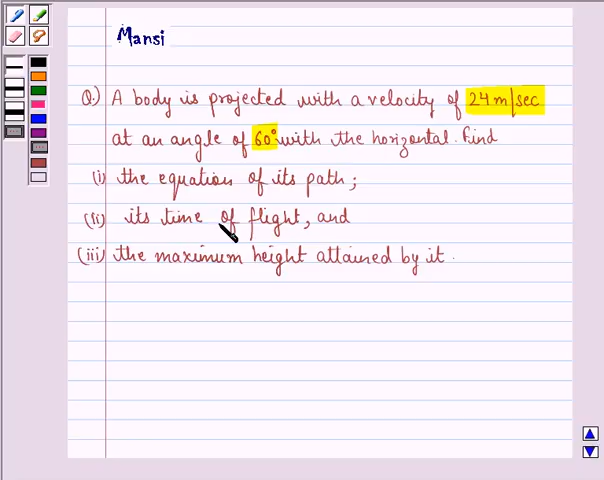 Mansi
Q.) A body is projected with a velocity of 24 m/sec
at an angle of 60° with the horizontal. Find
(i) the equation of its path;
(ii) its time of flight, and
(iii) the maximum height attained by it.